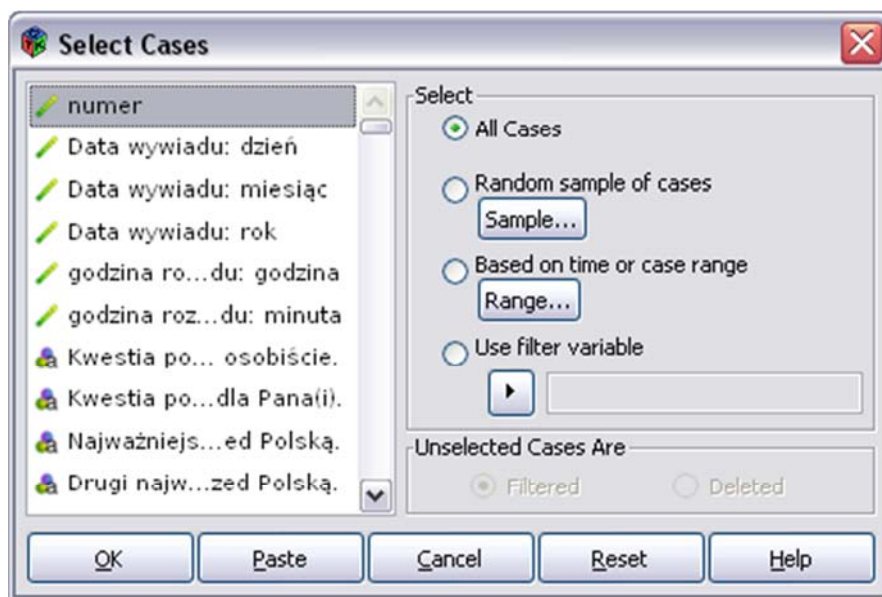 Select Cases
numer
Data wywiadu: dzień
Data wywiadu: miesiąc
Data wywiadu: rok
godzina ro...du: godzina
godzina roz...du: minuta
Kwestia po... osobiście.
Kwestia po...dla Pana(i).
Najważniejs...ed Polską.
Drugi najw...zed Polską.
Select
All Cases
Random sample of cases
Sample...
Based on time or case range
Range...
Use filter variable
Unselected Cases Are
Filtered
Deleted
OK
Paste
Cancel
Reset
Help